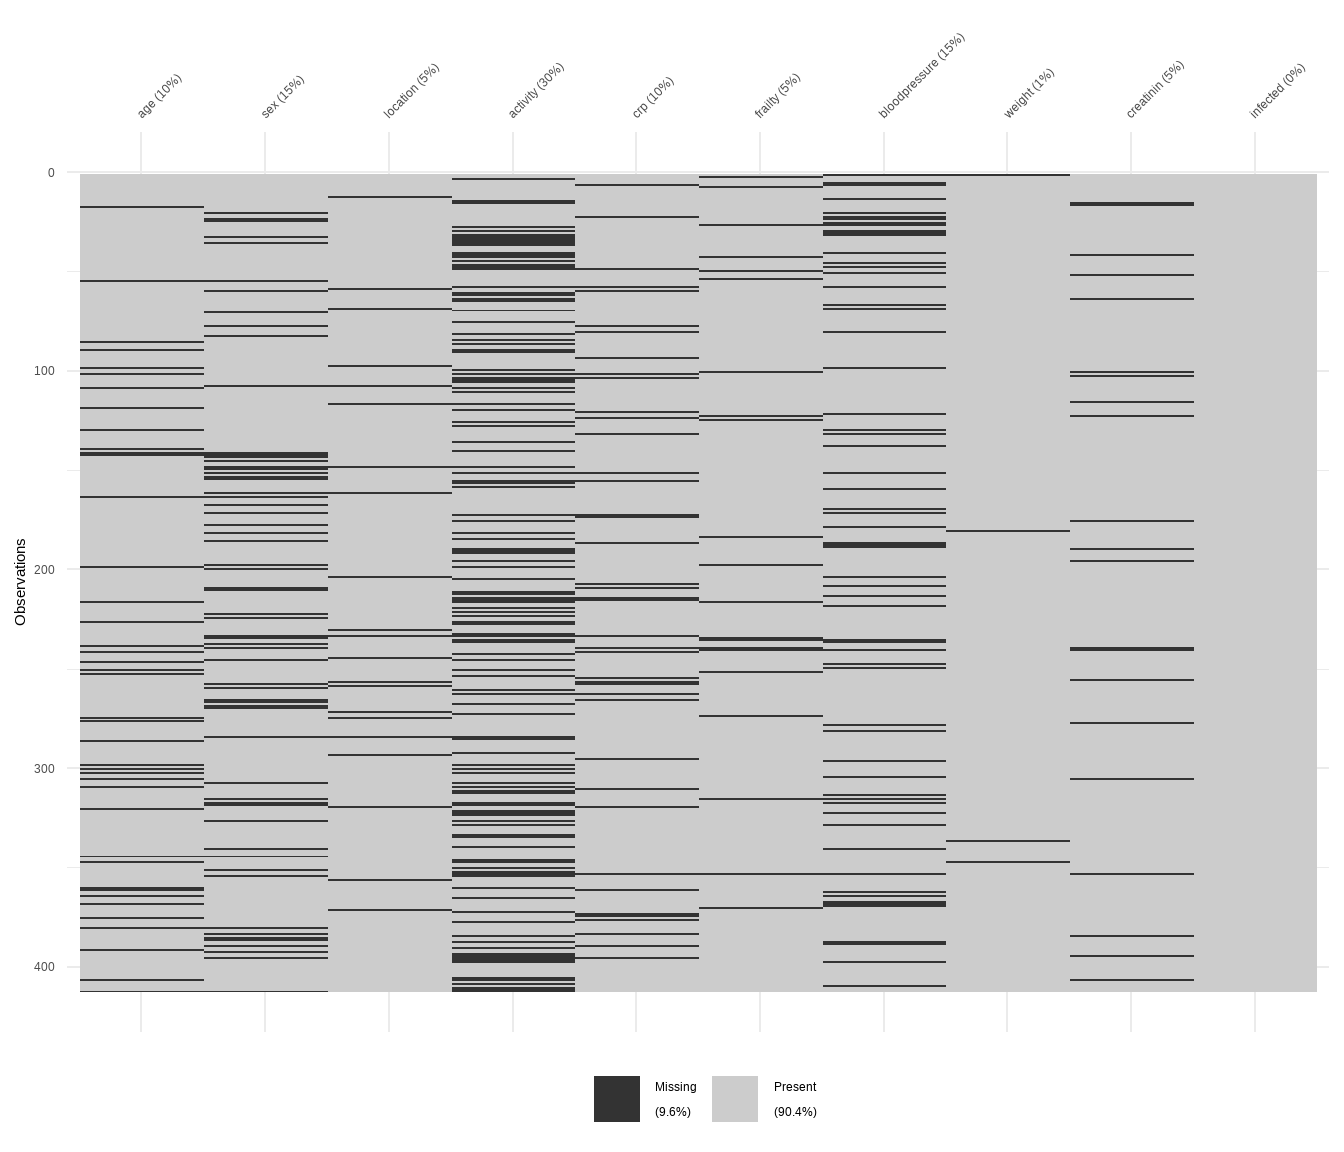 age (10%)
sex (15%)
location (5%)
activity (30%)
crp (10%)
frailty (5%)
bloodpressure (15%)
weight (1%)
creatinin (5%)
infected (0%)
0
100
200
300
400
Observations
Missing
(9.6%)
Present
(90.4%)